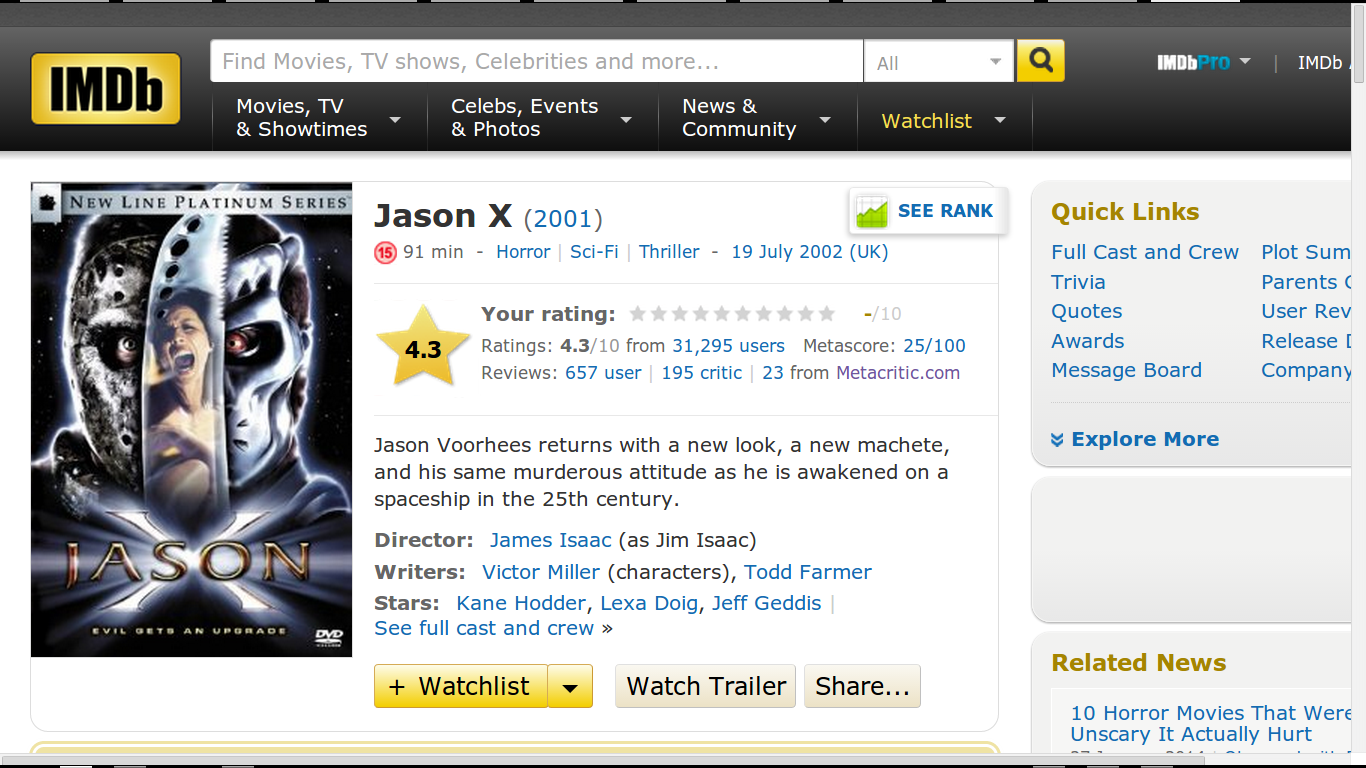 IMDb
Find Movies, TV shows, Celebrities and more...
All
IMDbPro
|
IMDb
Movies, TV
& Showtimes
Celebs, Events
& Photos
News &
Community
Watchlist
NEW LINE PLATINUM SERIES
JASON X
EVIL GETS AN UPGRADE
DVD
Jason X (2001)
SEE RANK
15 91 min - Horror | Sci-Fi | Thriller - 19 July 2002 (UK)
4.3
Your rating: -/10
Ratings: 4.3/10 from 31,295 users Metascore: 25/100
Reviews: 657 user | 195 critic | 23 from Metacritic.com
Jason Voorhees returns with a new look, a new machete,
and his same murderous attitude as he is awakened on a
spaceship in the 25th century.
Director: James Isaac (as Jim Isaac)
Writers: Victor Miller (characters), Todd Farmer
Stars: Kane Hodder, Lexa Doig, Jeff Geddis |
See full cast and crew »
+ Watchlist
Watch Trailer
Share...
Quick Links
Full Cast and Crew Plot Sum
Trivia Parents
Quotes User Rev
Awards Release
Message Board Company
Explore More
Related News
10 Horror Movies That Were
Unscary It Actually Hurt